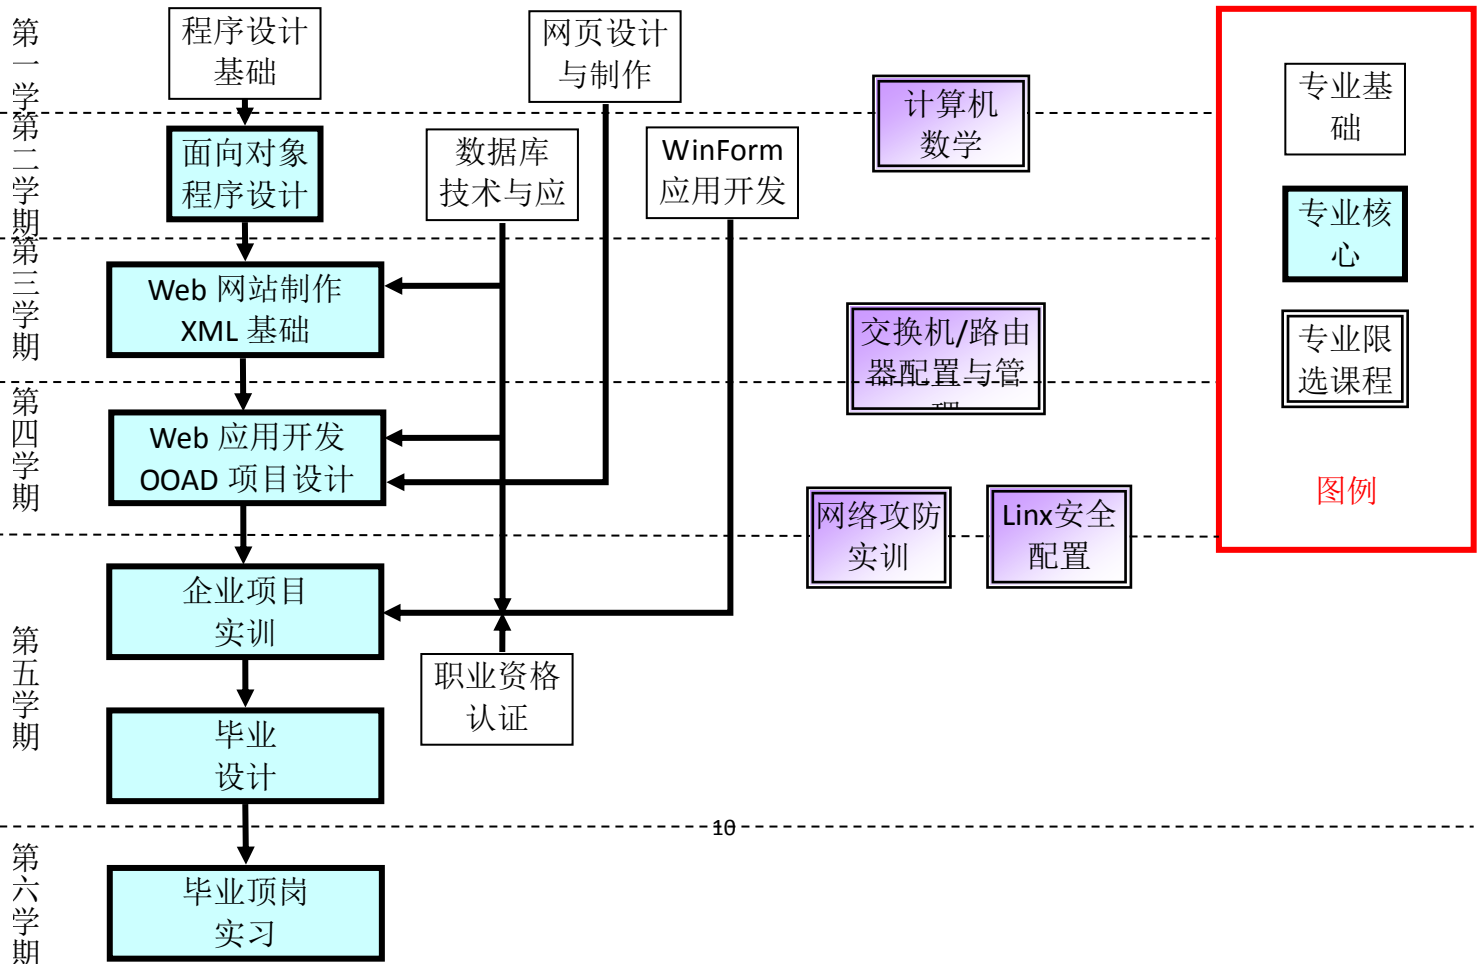 第一学
程序设计
基础
网页设计
与制作
计算机
数学
第二学期
面向对象
程序设计
数据库
技术与应
WinForm
应用开发
第三学期
Web 网站制作
XML 基础
交换机/路由
器配置与管
第四学期
Web 应用开发
OOAD 项目设计
网络攻防
实训
Linx安全
配置
第五学期
企业项目
实训
职业资格
认证
毕业
设计
10
第六学期
毕业顶岗
实习
专业基
础
专业核
心
专业限
选课程
图例